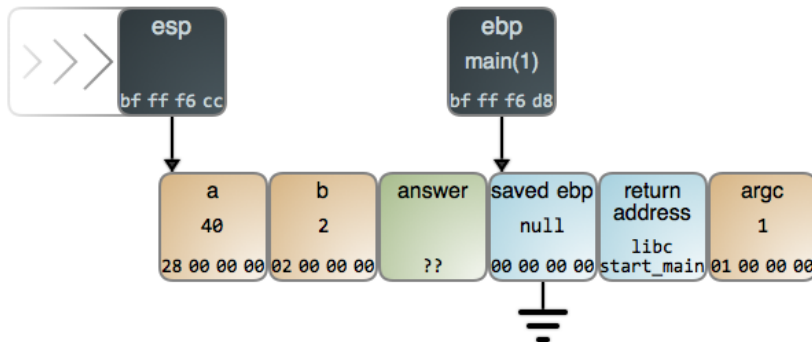 esp
ebp
main(1)
bf ff f6 cc
bf ff f6 d8
a
b
answer
saved ebp
return
address
argc
40
2
null
1
libc
start_main
28 00 00 00
02 00 00 00
??
00 00 00 00
01 00 00 00